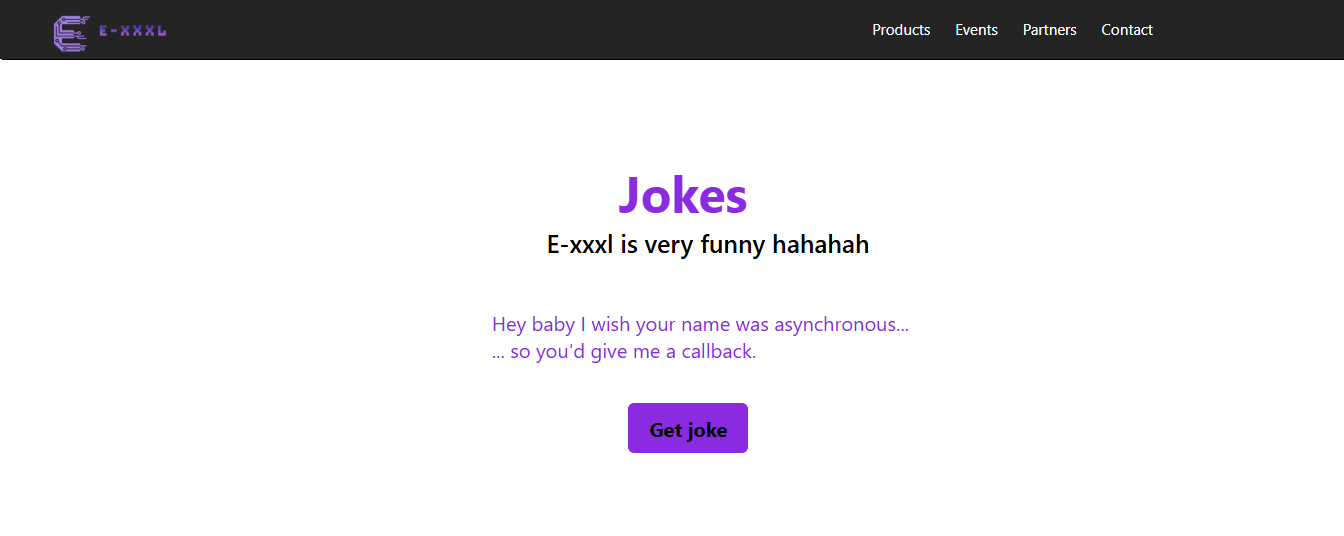 E-XXXL
Products Events Partners Contact
Jokes
E-xxxl is very funny hahahah
Hey baby I wish your name was asynchronous...
... so you'd give me a callback.
Get joke